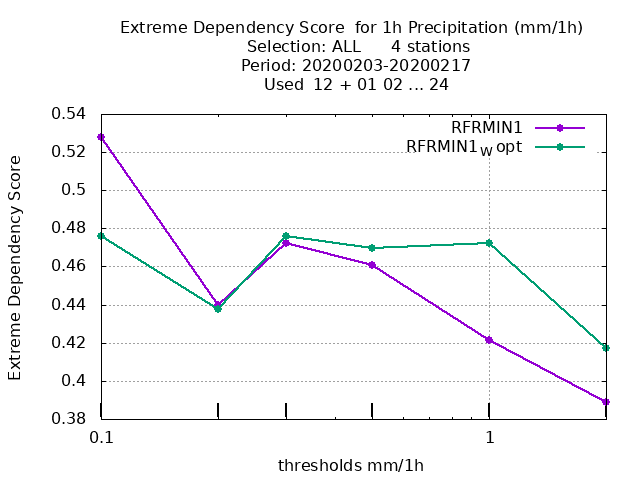 Extreme Dependency Score  for 1h Precipitation (mm/1h)
Selection: ALL      4 stations
Period: 20200203-20200217
Used  12 + 01 02 ... 24
RFRMIN1
RFRMIN1W opt
0.54
0.52
0.5
0.48
0.46
0.44
0.42
0.4
0.38
Extreme Dependency Score
0.1 1
thresholds mm/1h